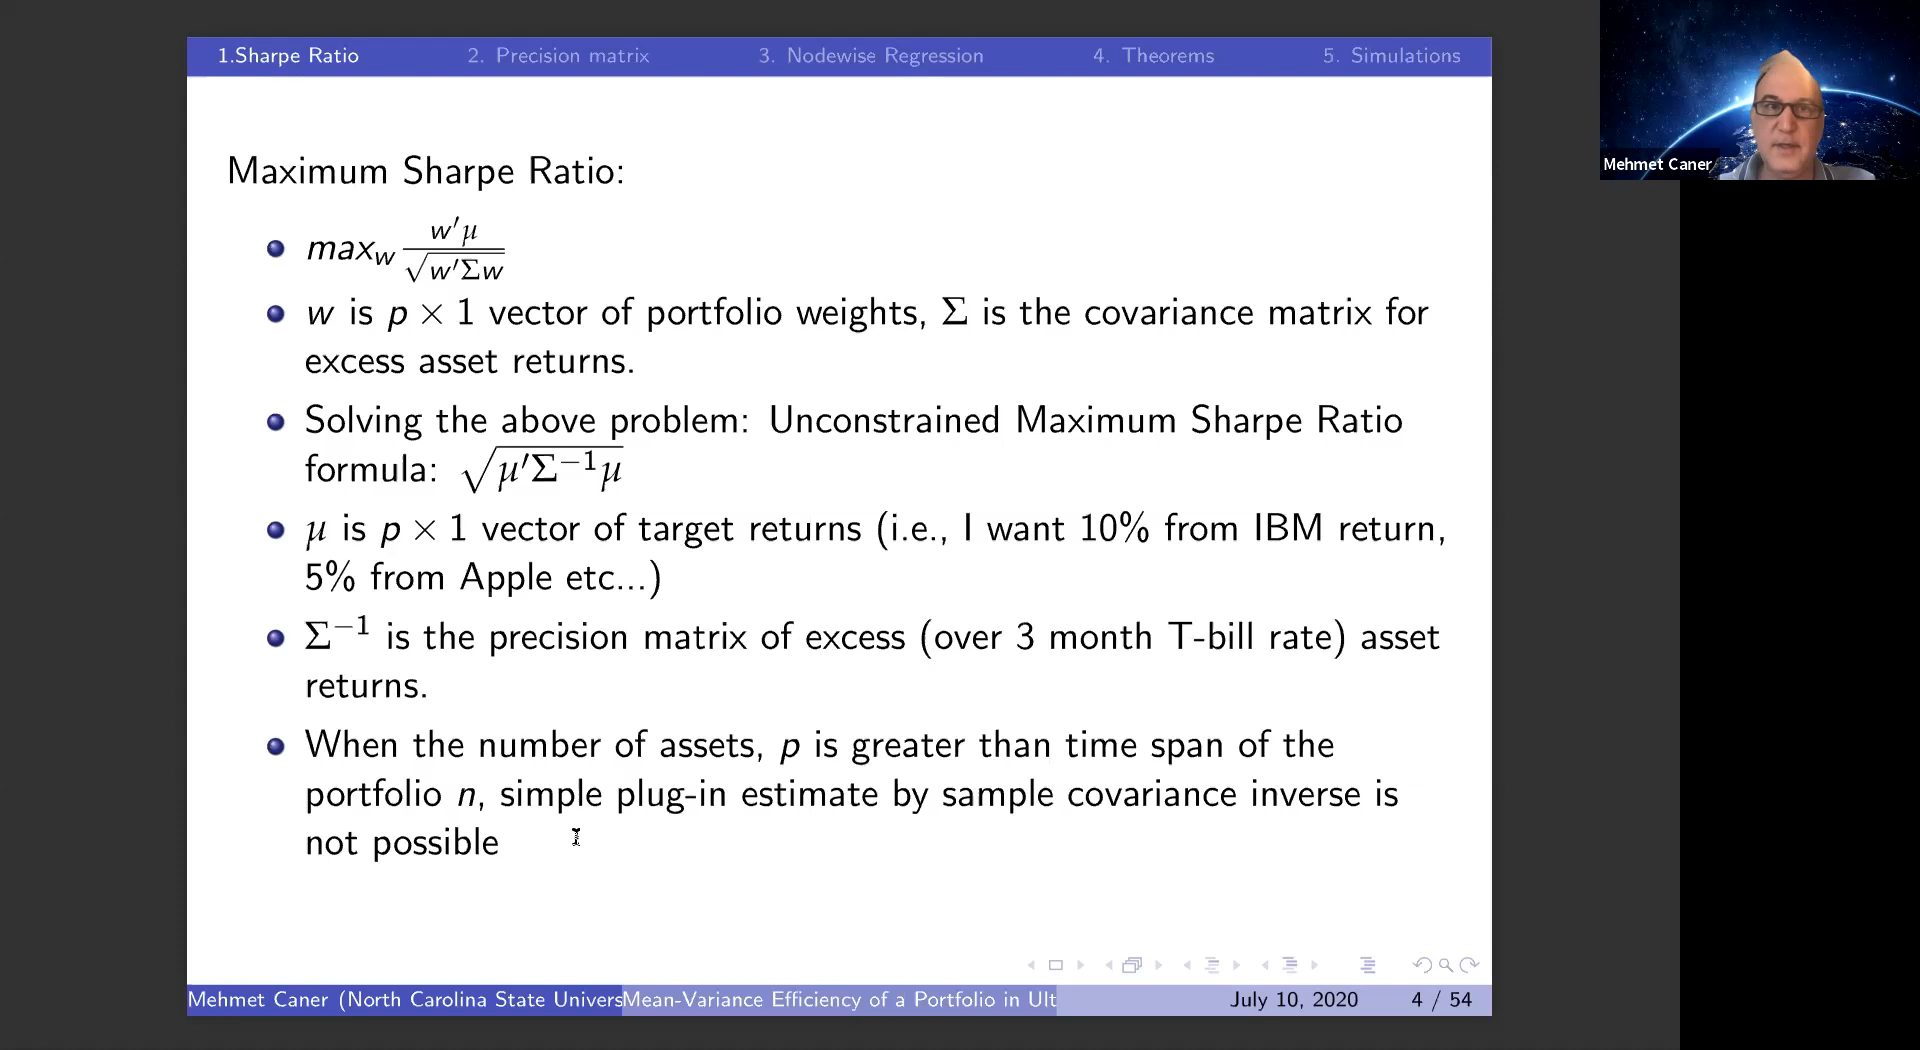 1.Sharpe Ratio 2. Precision matrix 3. Nodewise Regression 4. Theorems 5. Simulations
Mehmet Caner
Maximum Sharpe Ratio:
max_w w′μ / √(w′Σw)
w is p × 1 vector of portfolio weights, Σ is the covariance matrix for
excess asset returns.
Solving the above problem: Unconstrained Maximum Sharpe Ratio
formula: √(μ′Σ⁻¹μ)
μ is p × 1 vector of target returns (i.e., I want 10% from IBM return,
5% from Apple etc...)
Σ⁻¹ is the precision matrix of excess (over 3 month T-bill rate) asset
returns.
When the number of assets, p is greater than time span of the
portfolio n, simple plug-in estimate by sample covariance inverse is
not possible
Mehmet Caner (North Carolina State Univers Mean-Variance Efficiency of a Portfolio in Ult July 10, 2020 4 / 54